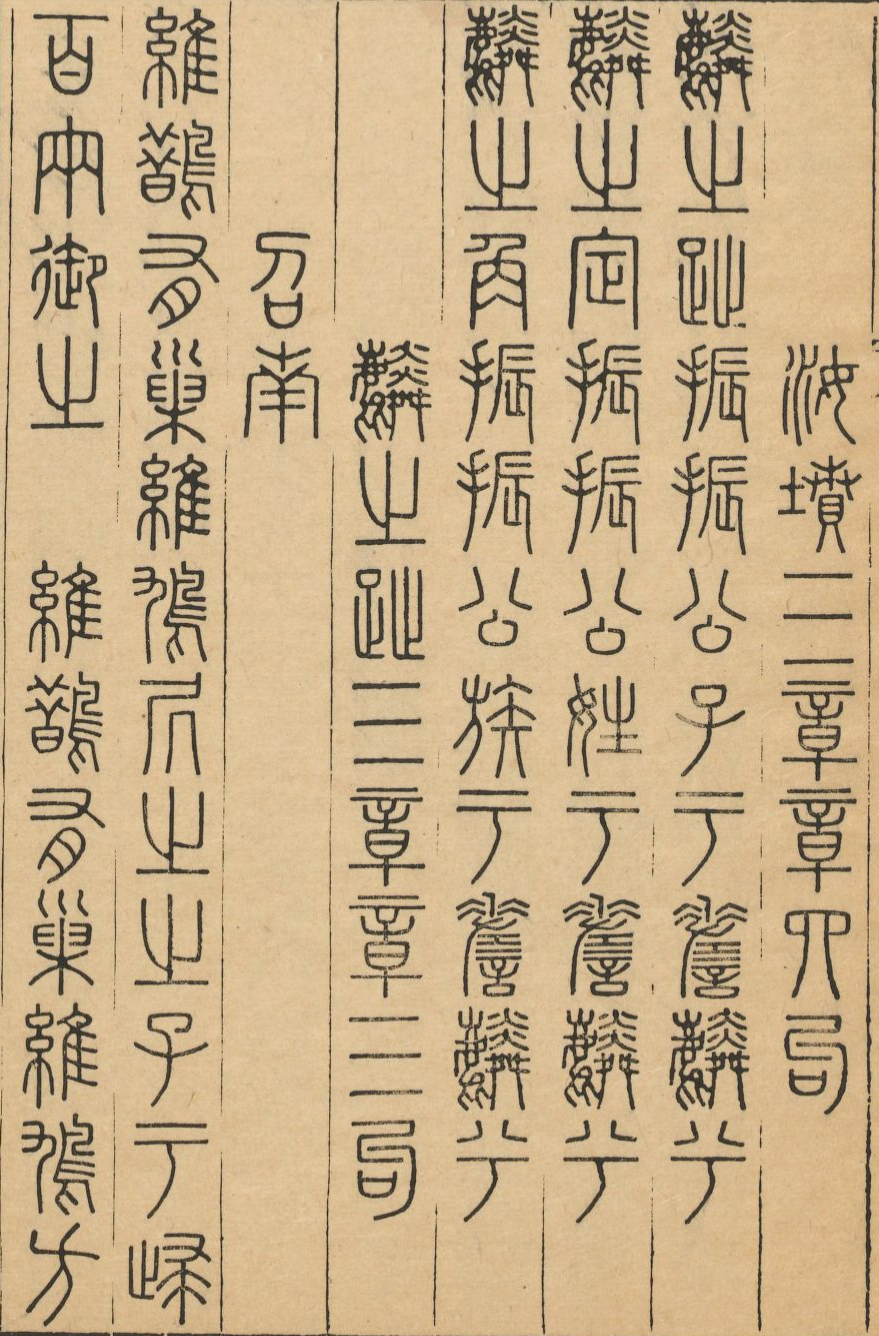 汝墳三章章四句
麟之趾振振公子于嗟麟兮
麟之定振振公姓于嗟麟兮
麟之角振振公族于嗟麟兮
麟之趾三章章三句
召南
維鵲有巢維鳩凥之之子于歸
百兩御之　維鵲有巢維鳩方